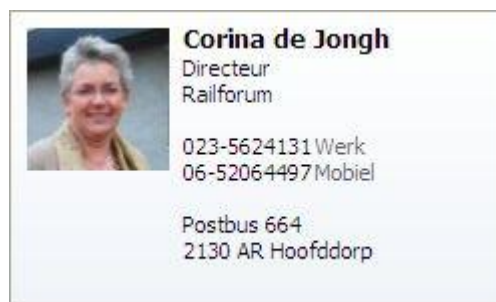 Corina de Jongh
Directeur
Railforum
023-5624131 Werk
06-52064497 Mobiel
Postbus 664
2130 AR Hoofddorp